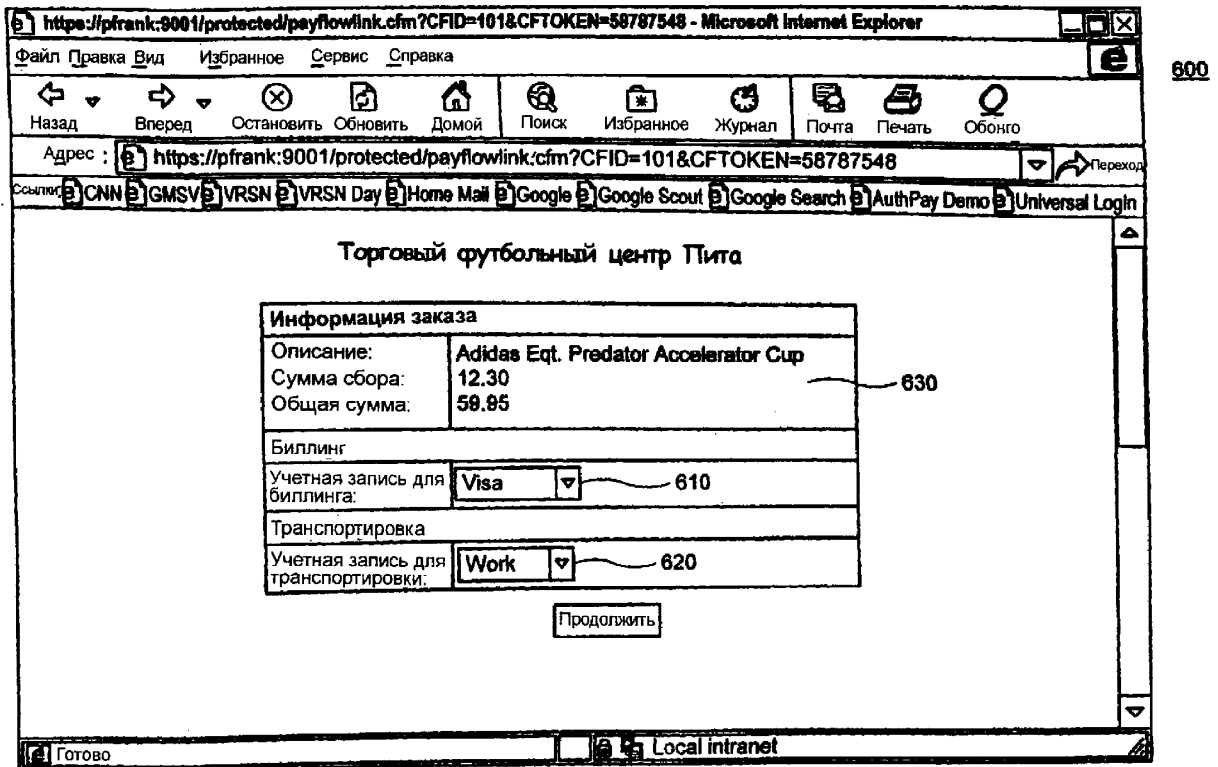 https://pfrank:9001/protected/payflowlink.cfm?CFID=101&CFTOKEN=58787548 - Microsoft Internet Explorer
Файл Правка Вид Избранное Сервис Справка
600
Назад Вперед Остановить Обновить Домой Поиск Избранное Журнал Почта Печать Обонго
Адрес : https://pfrank:9001/protected/payflowlink.cfm?CFID=101&CFTOKEN=58787548 Переход
Ссылки: CNN GMSV VRSN VRSN Day Home Mail Google Google Scout Google Search AuthPay Demo Universal Login
Торговый футбольный центр Пита
Информация заказа
Описание: Adidas Eqt. Predator Accelerator Cup
Сумма сбора: 12.30
630
Общая сумма: 59.95
Биллинг
Учетная запись для биллинга: Visa 610
Транспортировка
Учетная запись для транспортировки: Work 620
Продолжить
Готово Local intranet